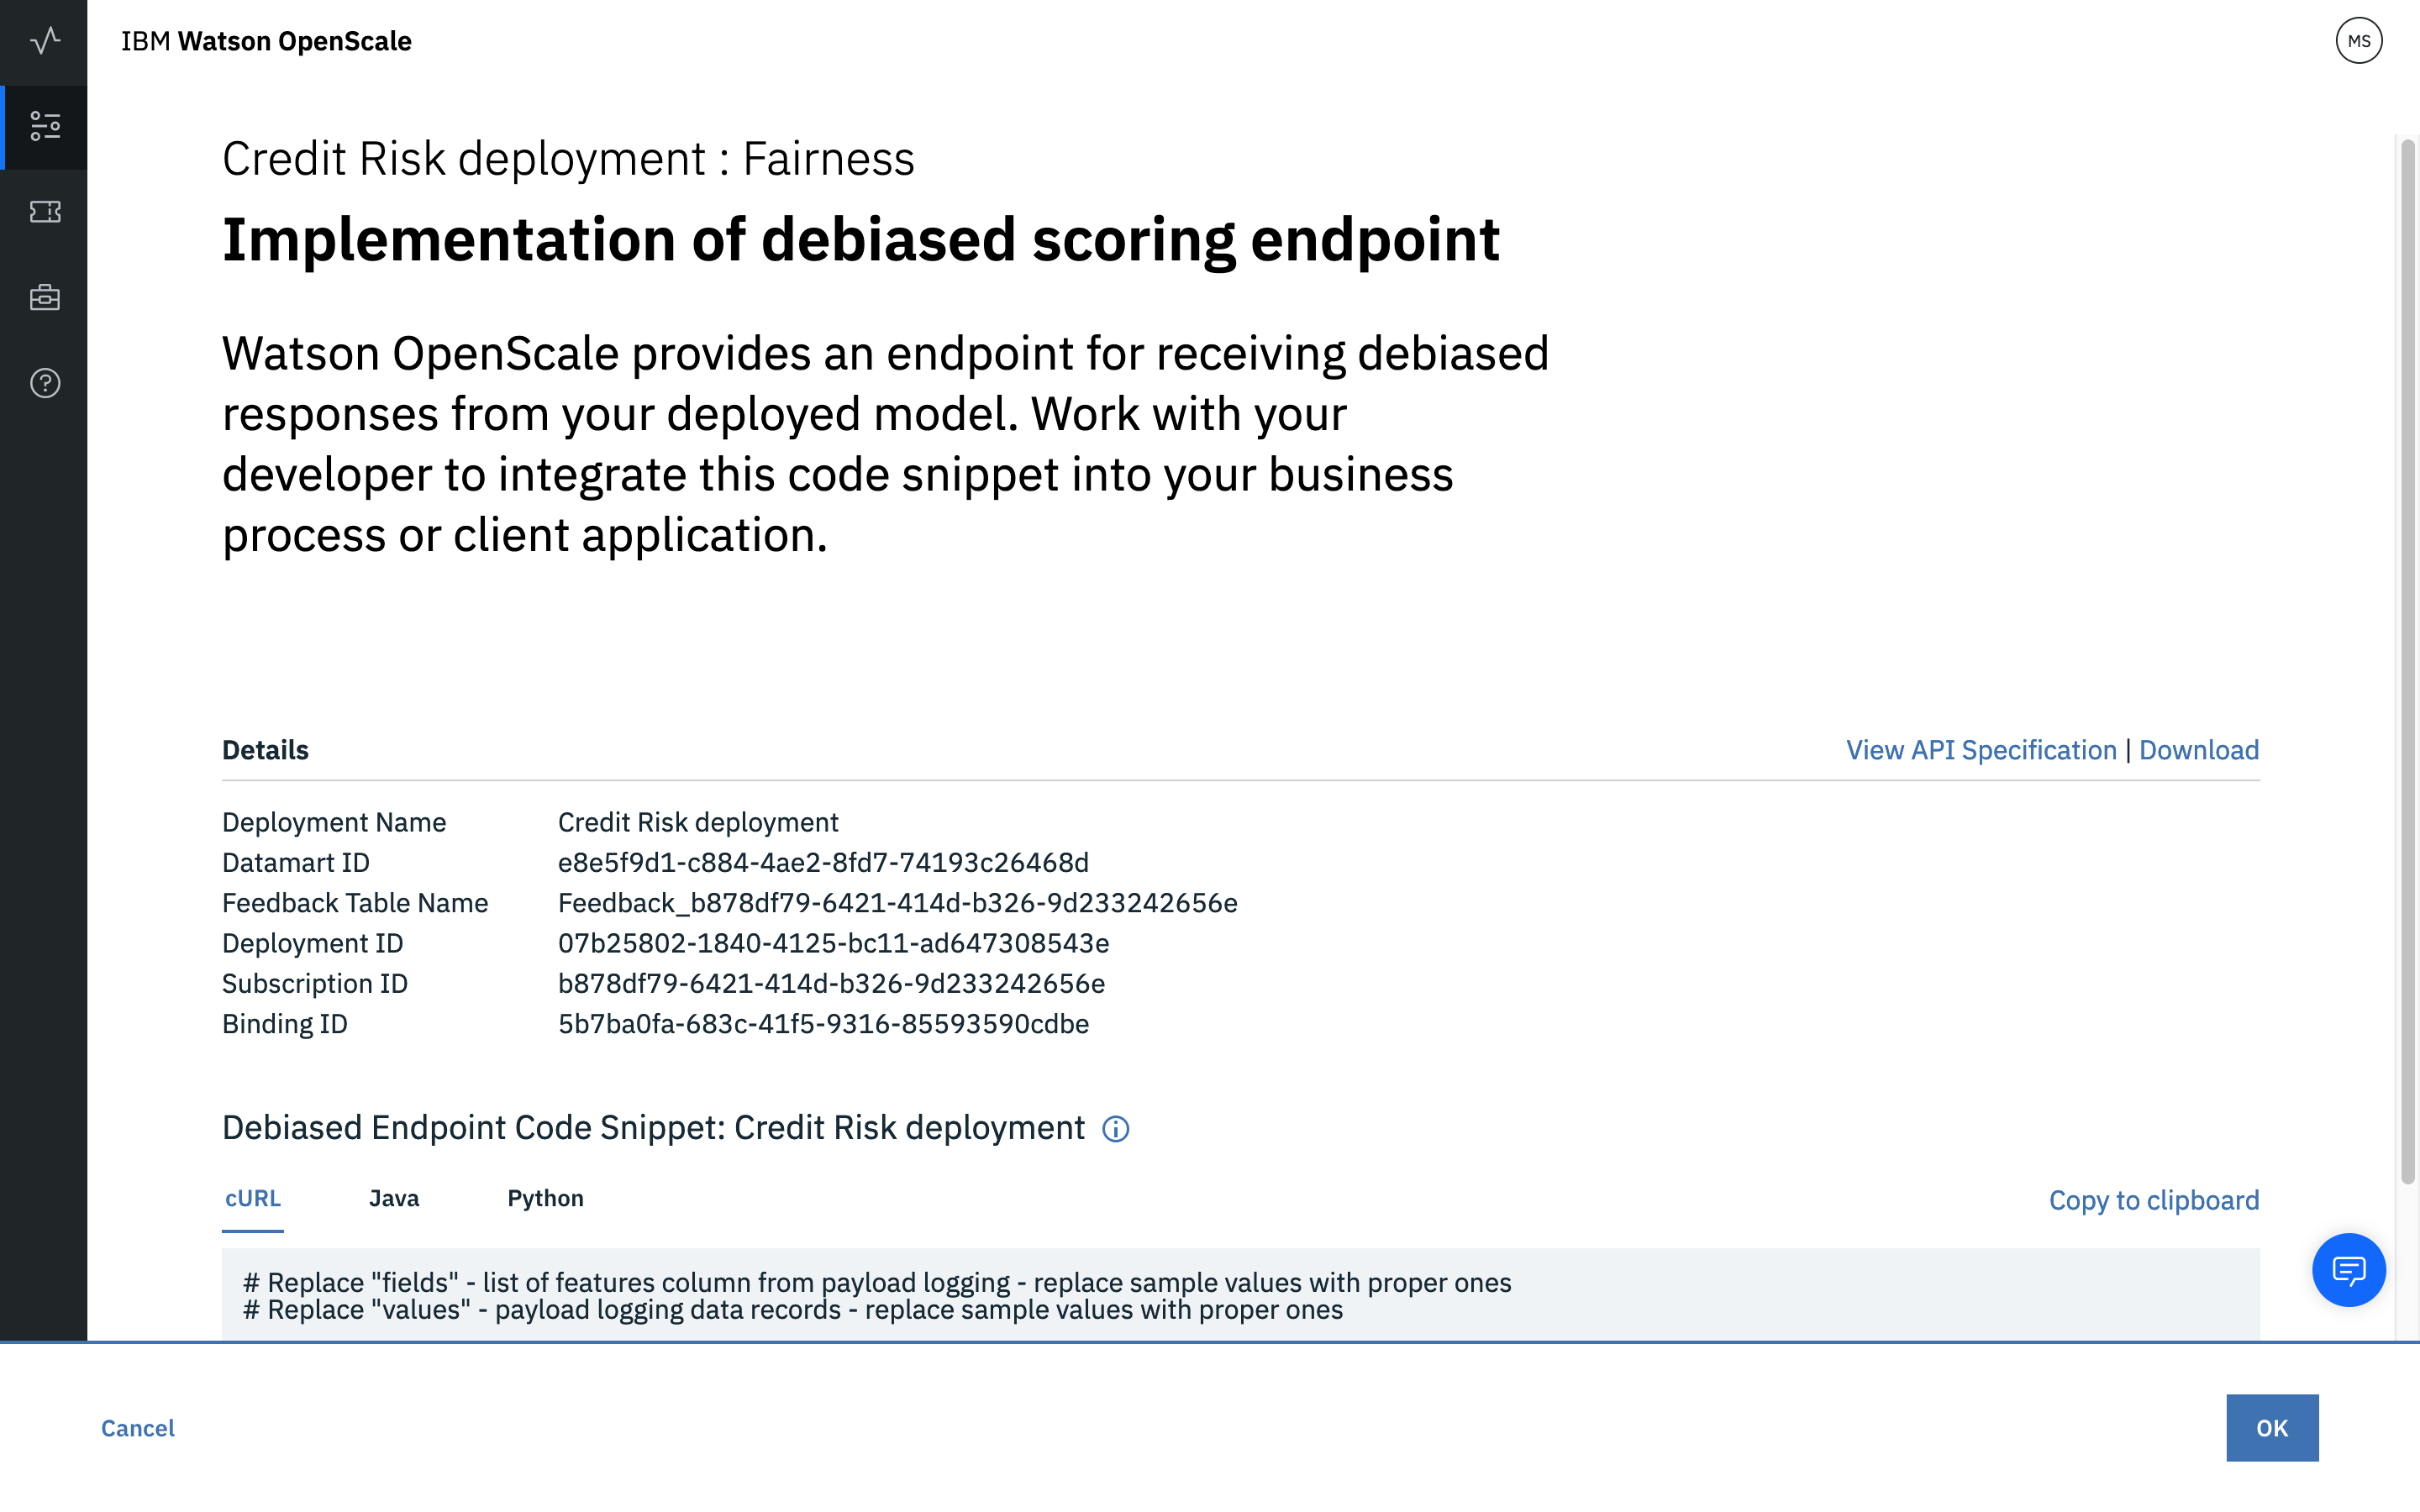 IBM Watson OpenScale
MS
Credit Risk deployment : Fairness
Implementation of debiased scoring endpoint
Watson OpenScale provides an endpoint for receiving debiased
responses from your deployed model. Work with your
developer to integrate this code snippet into your business
process or client application.
Details
View API Specification | Download
Deployment Name Credit Risk deployment
Datamart ID e8e5f9d1-c884-4ae2-8fd7-74193c26468d
Feedback Table Name Feedback_b878df79-6421-414d-b326-9d233242656e
Deployment ID 07b25802-1840-4125-bc11-ad647308543e
Subscription ID b878df79-6421-414d-b326-9d233242656e
Binding ID 5b7ba0fa-683c-41f5-9316-85593590cdbe
Debiased Endpoint Code Snippet: Credit Risk deployment
cURL Java Python
Copy to clipboard
# Replace "fields" - list of features column from payload logging - replace sample values with proper ones
# Replace "values" - payload logging data records - replace sample values with proper ones
Cancel
OK